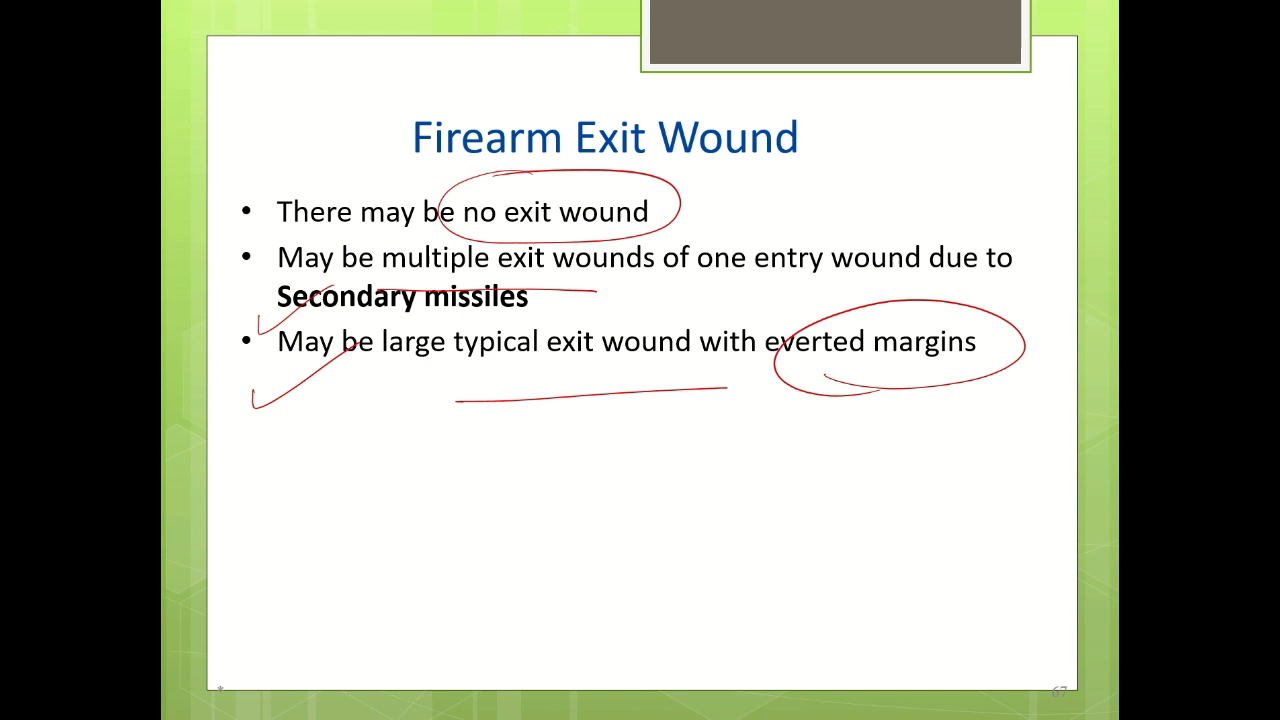 Firearm Exit Wound
• There may be no exit wound
• May be multiple exit wounds of one entry wound due to
Secondary missiles
• May be large typical exit wound with everted margins
*
67